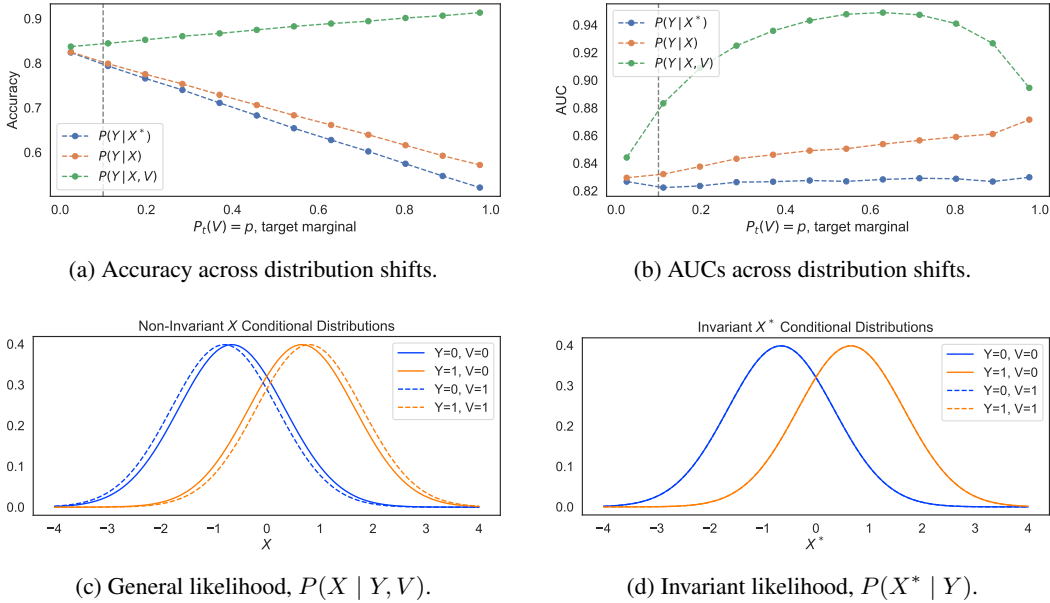 0.9
0.8
0.7
0.6
Accuracy
P(Y|X*)
P(Y|X)
P(Y|X, V)
0.0 0.2 0.4 0.6 0.8 1.0
Pₜ(V) = p, target marginal
(a) Accuracy across distribution shifts.
0.94
0.92
0.90
0.88
0.86
0.84
0.82
AUC
P(Y|X*)
P(Y|X)
P(Y|X, V)
0.0 0.2 0.4 0.6 0.8 1.0
Pₜ(V) = p, target marginal
(b) AUCs across distribution shifts.
Non-Invariant X Conditional Distributions
0.4
0.3
0.2
0.1
0.0
Y=0, V=0
Y=1, V=0
Y=0, V=1
Y=1, V=1
−4 −3 −2 −1 0 1 2 3 4
X
(c) General likelihood, P(X | Y, V).
Invariant X* Conditional Distributions
0.4
0.3
0.2
0.1
0.0
Y=0, V=0
Y=1, V=0
Y=0, V=1
Y=1, V=1
−4 −3 −2 −1 0 1 2 3 4
X*
(d) Invariant likelihood, P(X* | Y).